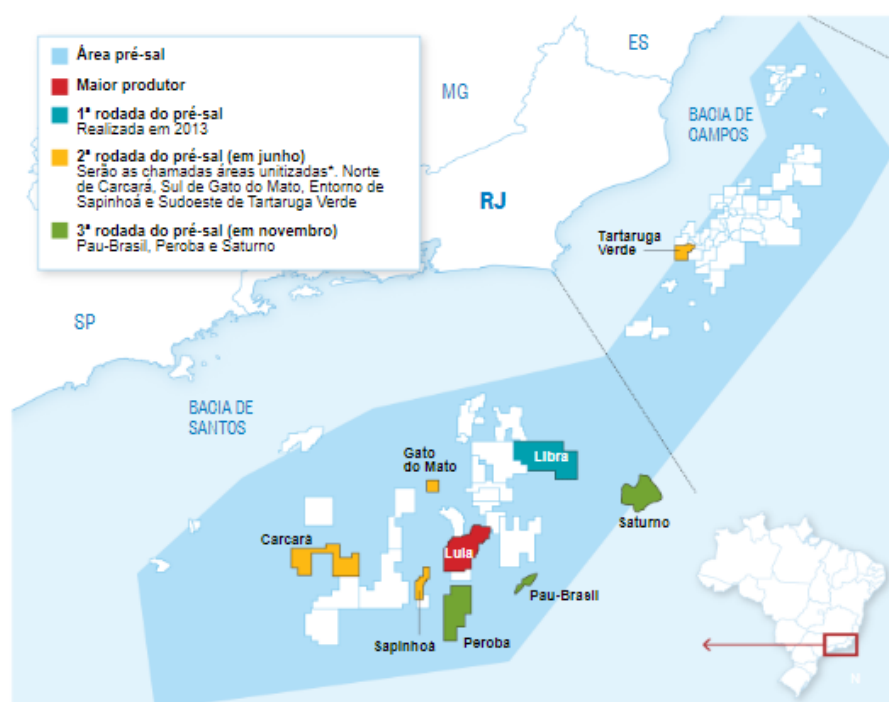 Área pré-sal
Maior produtor
1ª rodada do pré-sal
Realizada em 2013
2ª rodada do pré-sal (em junho)
Serão as chamadas áreas unitizadas*. Norte
de Carcará, Sul de Gato do Mato, Entorno de
Sapinhoá e Sudoeste de Tartaruga Verde
3ª rodada do pré-sal (em novembro)
Pau-Brasil, Peroba e Saturno
ES
MG
BACIA DE
CAMPOS
RJ
Tartaruga
Verde
SP
BACIA DE
SANTOS
Gato
do Mato
Libra
Saturno
Carcará
Lula
Pau-Brasil
Sapinhoá
Peroba
N